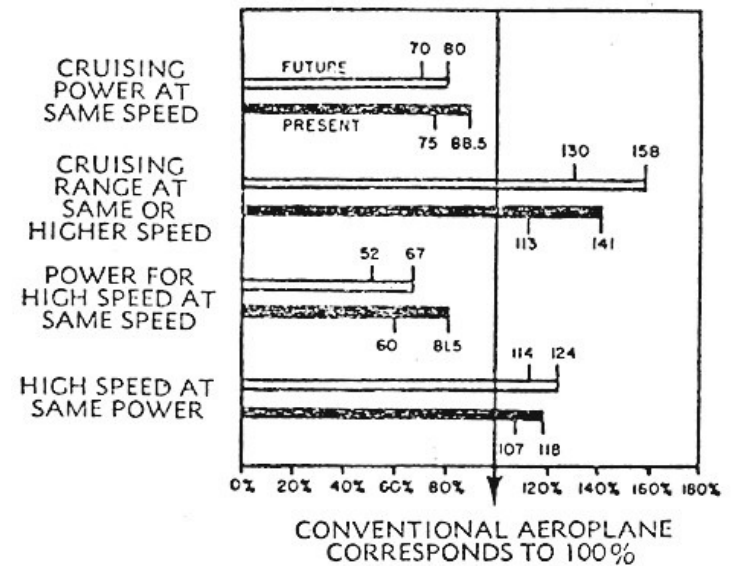 70 80
CRUISING
POWER AT
SAME SPEED
FUTURE
PRESENT
75 88.5
CRUISING
RANGE AT
SAME OR
HIGHER SPEED
130 158
113 141
POWER FOR
HIGH SPEED AT
SAME SPEED
52 67
60 81.5
HIGH SPEED AT
SAME POWER
114 124
107 118
0% 20% 40% 60% 80% 120% 140% 160% 180%
CONVENTIONAL AEROPLANE
CORRESPONDS TO 100%